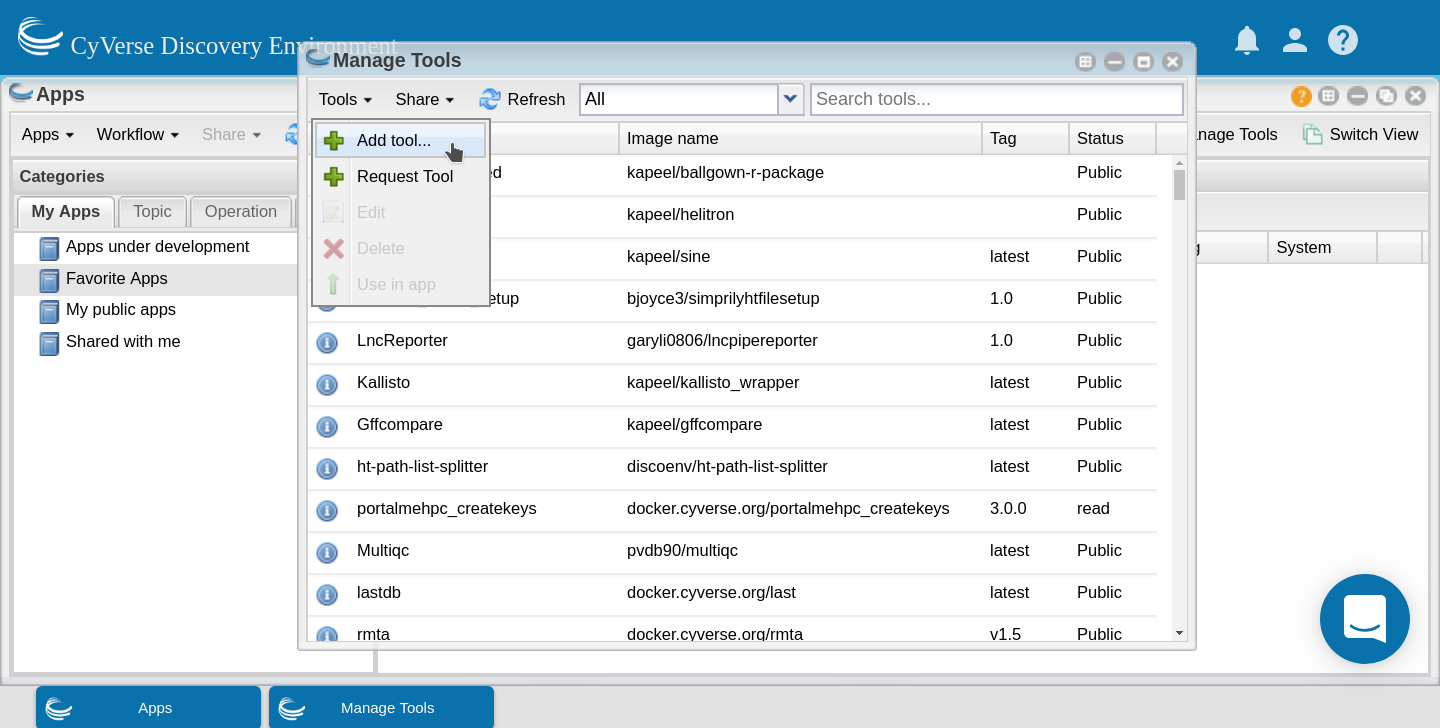 CyVerse Discovery Environment
Manage Tools
Apps
Tools
Share
Refresh
All
Search tools...
Apps
Workflow
Share
nage Tools
Switch View
Add tool...
Request Tool
Edit
Delete
Use in app
Image name
Tag
Status
Categories
My Apps
Topic
Operation
Apps under development
Favorite Apps
My public apps
Shared with me
System
ed
kapeel/ballgown-r-package
Public
kapeel/helitron
Public
kapeel/sine
latest
Public
etup
bjoyce3/simprilyhtfilesetup
1.0
Public
LncReporter
garyli0806/lncpipereporter
1.0
Public
Kallisto
kapeel/kallisto_wrapper
latest
Public
Gffcompare
kapeel/gffcompare
latest
Public
ht-path-list-splitter
discoenv/ht-path-list-splitter
latest
Public
portalmehpc_createkeys
docker.cyverse.org/portalmehpc_createkeys
3.0.0
read
Multiqc
pvdb90/multiqc
latest
Public
lastdb
docker.cyverse.org/last
latest
Public
rmta
docker.cyverse.org/rmta
v1.5
Public
Apps
Manage Tools